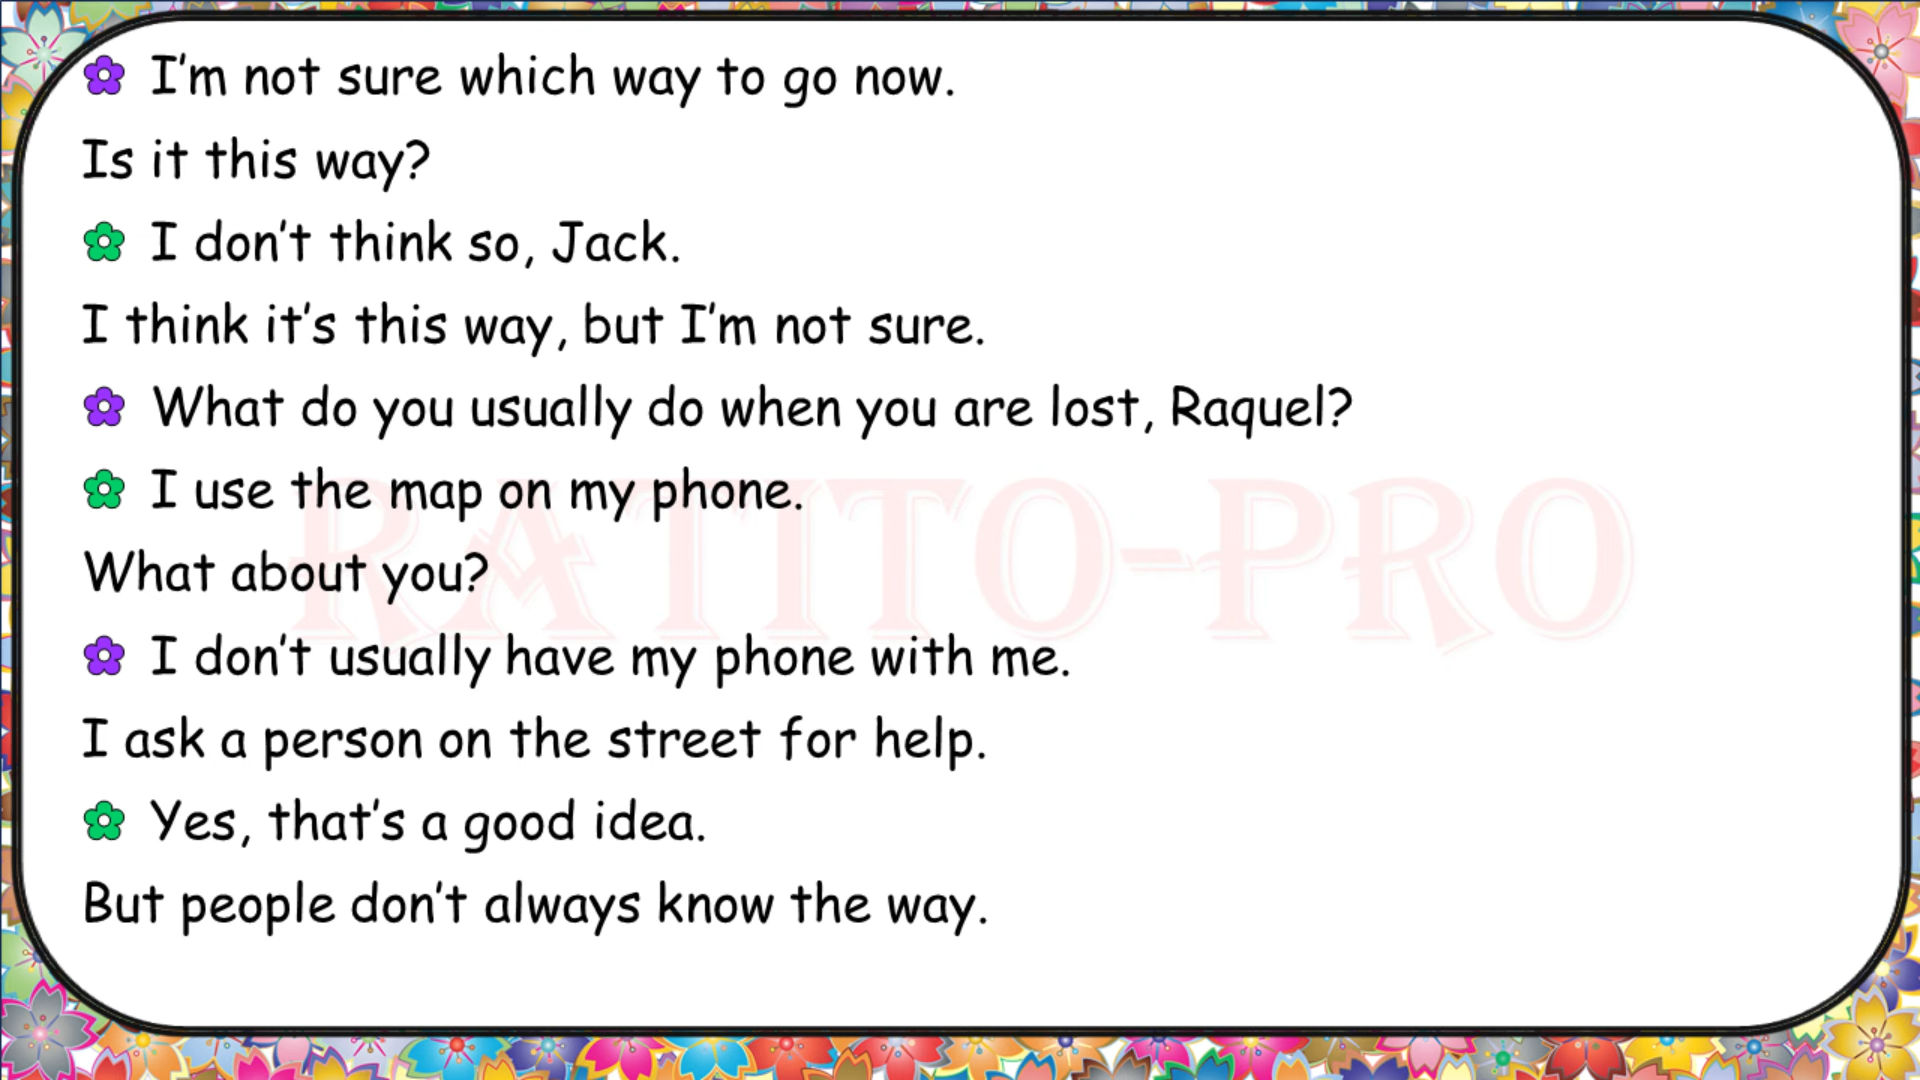 I'm not sure which way to go now.
Is it this way?
I don't think so, Jack.
I think it's this way, but I'm not sure.
What do you usually do when you are lost, Raquel?
I use the map on my phone.
RATITO-PRO
What about you?
I don't usually have my phone with me.
I ask a person on the street for help.
Yes, that's a good idea.
But people don't always know the way.